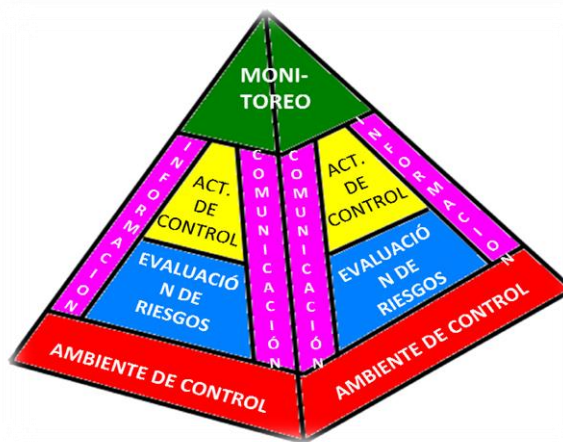 MONI-
TOREO
INFORMACION
ACT.
DE
CONTROL
COMUNICACIÓN
COMUNICACIÓN
ACT.
DE
CONTROL
INFORMACION
EVALUACIÓ
N DE
RIESGOS
EVALUACIÓ
N DE
RIESGOS
AMBIENTE DE CONTROL
AMBIENTE DE CONTROL